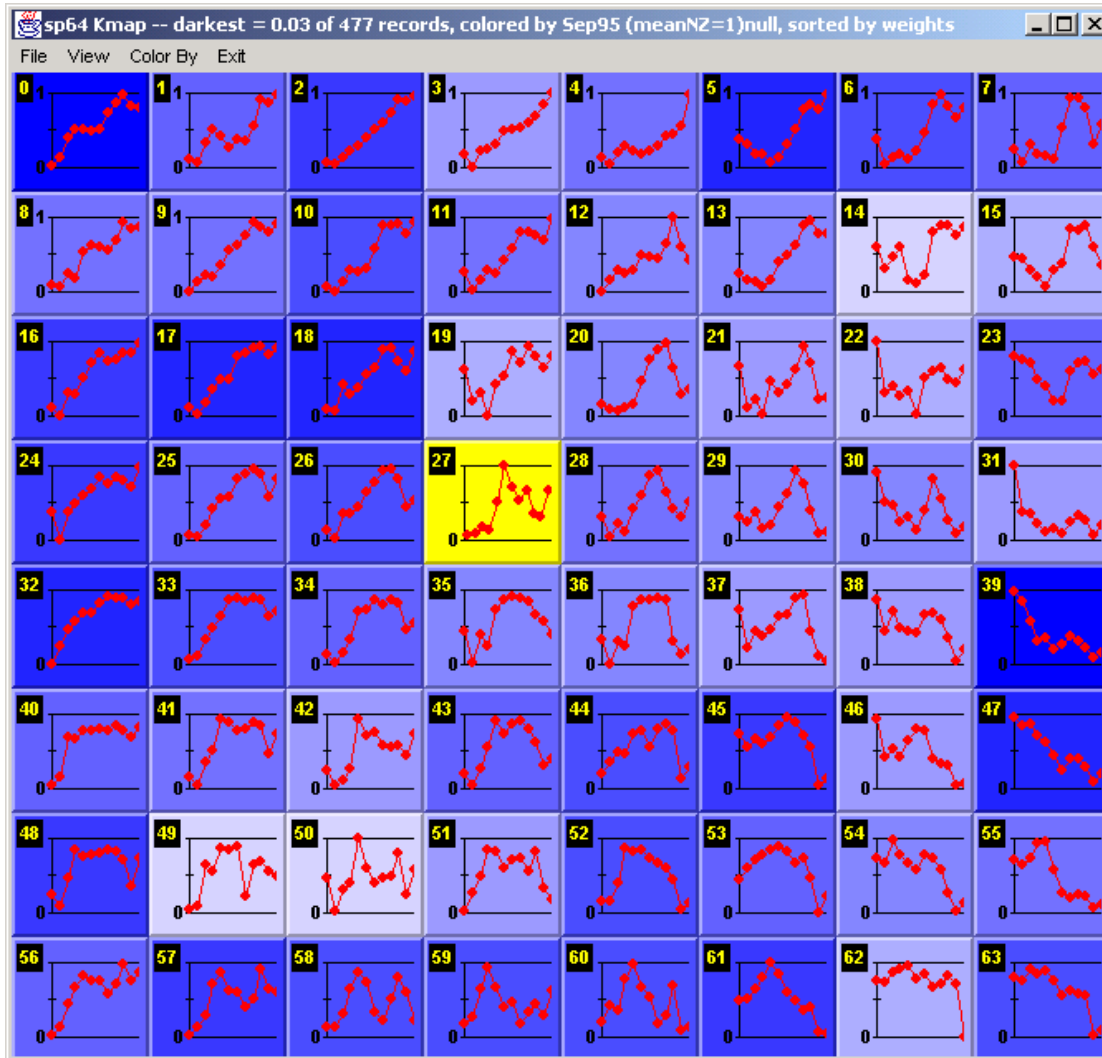 sp64 Kmap -- darkest = 0.03 of 477 records, colored by Sep95 (meanNZ=1)null, sorted by weights
File View Color By Exit
0 1 1 1 2 1 3 1 4 1 5 1 6 1 7 1
0 0 0 0 0 0 0 0
8 1 9 1 10 1 11 1 12 1 13 1 14 1 15 1
0 0 0 0 0 0 0 0
16 17 18 19 20 21 22 23
0 0 0 0 0 0 0 0
24 25 26 27 28 29 30 31
0 0 0 0 0 0 0 0
32 33 34 35 36 37 38 39
0 0 0 0 0 0 0 0
40 41 42 43 44 45 46 47
0 0 0 0 0 0 0 0
48 49 50 51 52 53 54 55
0 0 0 0 0 0 0 0
56 57 58 59 60 61 62 63
0 0 0 0 0 0 0 0